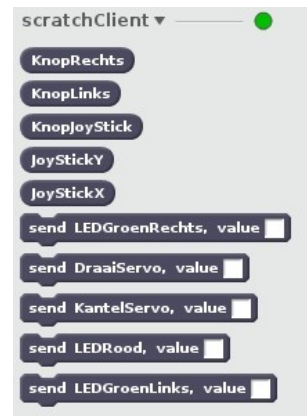 scratchClient
KnopRechts
KnopLinks
KnopJoyStick
JoyStickY
JoyStickX
send LEDGroenRechts, value
send DraaiServo, value
send KantelServo, value
send LEDRood, value
send LEDGroenLinks, value